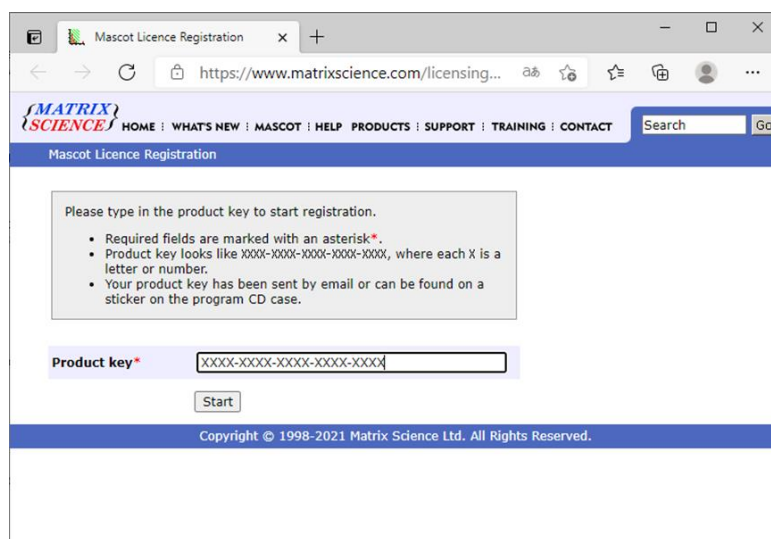 Mascot Licence Registration
https://www.matrixscience.com/licensing...
{MATRIX
SCIENCE} HOME WHAT'S NEW MASCOT HELP PRODUCTS SUPPORT TRAINING CONTACT Search Go
Mascot Licence Registration
Please type in the product key to start registration.
• Required fields are marked with an asterisk*.
• Product key looks like XXXX-XXXX-XXXX-XXXX-XXXX, where each X is a
letter or number.
• Your product key has been sent by email or can be found on a
sticker on the program CD case.
Product key* XXXX-XXXX-XXXX-XXXX-XXXX
Start
Copyright © 1998-2021 Matrix Science Ltd. All Rights Reserved.